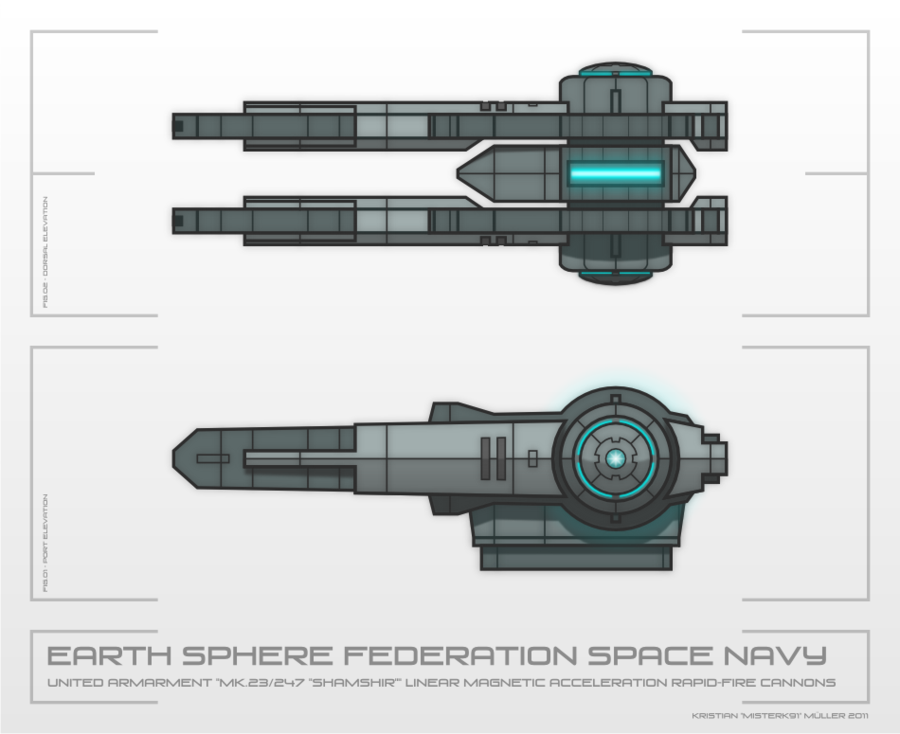 FIG.02 - DORSAL ELEVATION
FIG.01 - PORT ELEVATION
EARTH SPHERE FEDERATION SPACE NAVY
UNITED ARMARMENT "MK.23/247 "SHAMSHIR"" LINEAR MAGNETIC ACCELERATION RAPID-FIRE CANNONS
KRISTIAN "MISTERK91" MÜLLER 2011